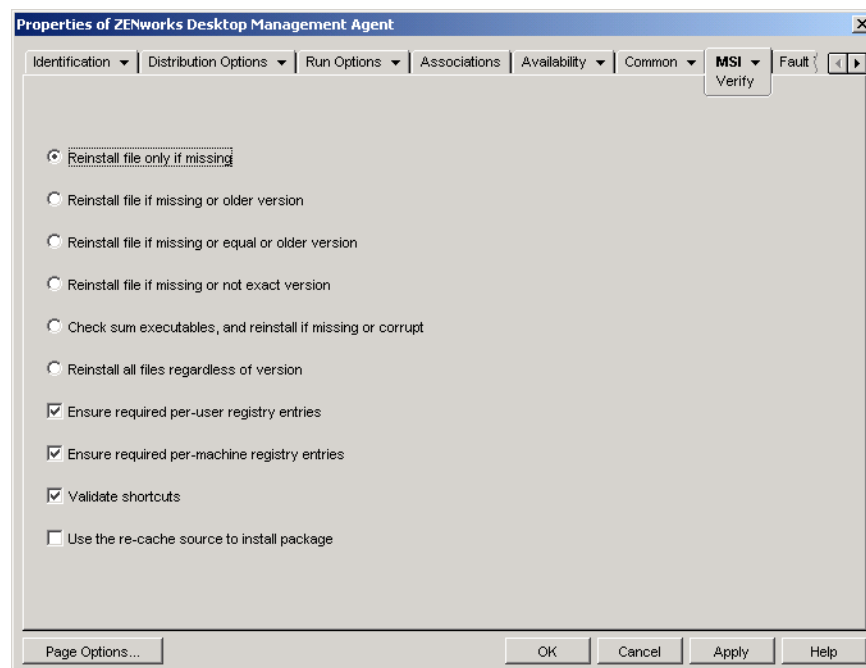 Properties of ZENworks Desktop Management Agent
Identification Distribution Options Run Options Associations Availability Common MSI Fault
Verify
Reinstall file only if missing
Reinstall file if missing or older version
Reinstall file if missing or equal or older version
Reinstall file if missing or not exact version
Check sum executables, and reinstall if missing or corrupt
Reinstall all files regardless of version
Ensure required per-user registry entries
Ensure required per-machine registry entries
Validate shortcuts
Use the re-cache source to install package
Page Options... OK Cancel Apply Help